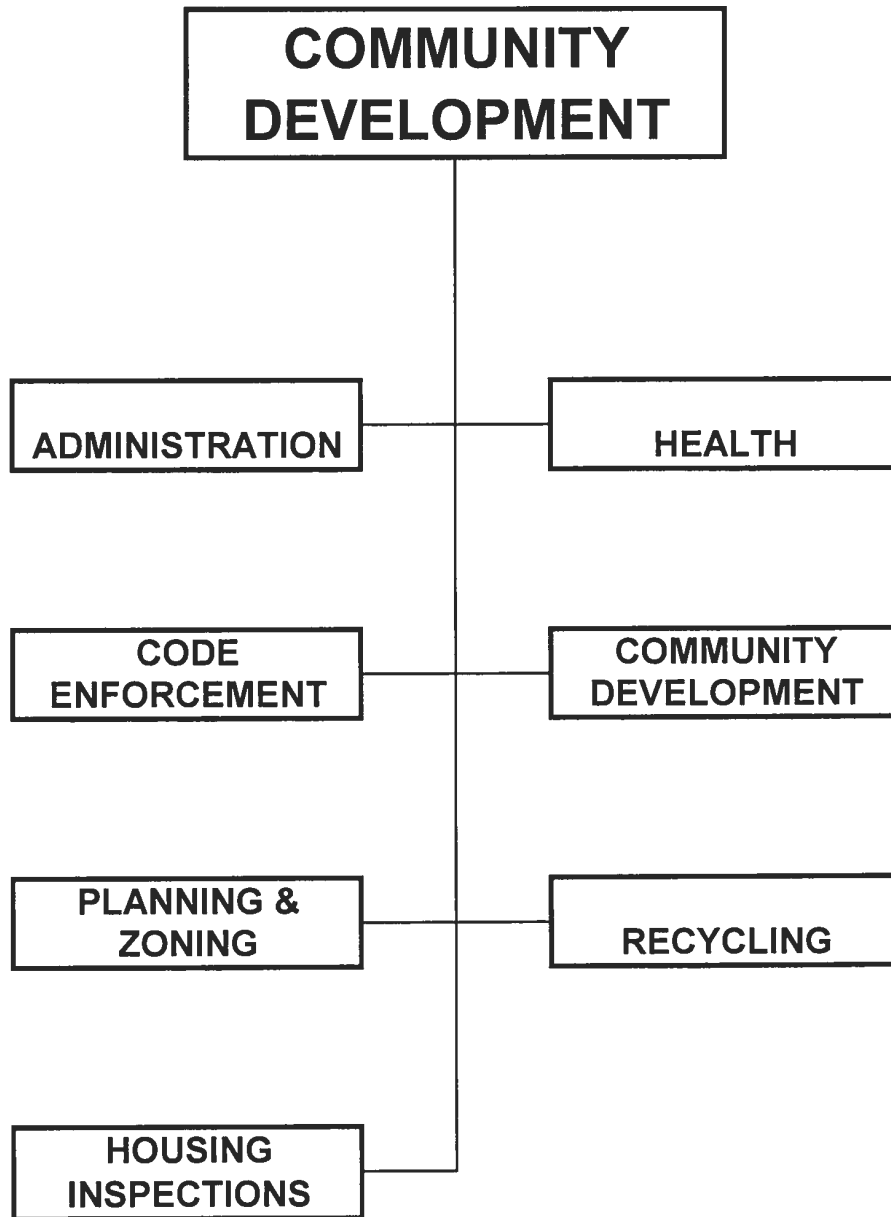 COMMUNITY
DEVELOPMENT
ADMINISTRATION
HEALTH
CODE
ENFORCEMENT
COMMUNITY
DEVELOPMENT
PLANNING &
ZONING
RECYCLING
HOUSING
INSPECTIONS